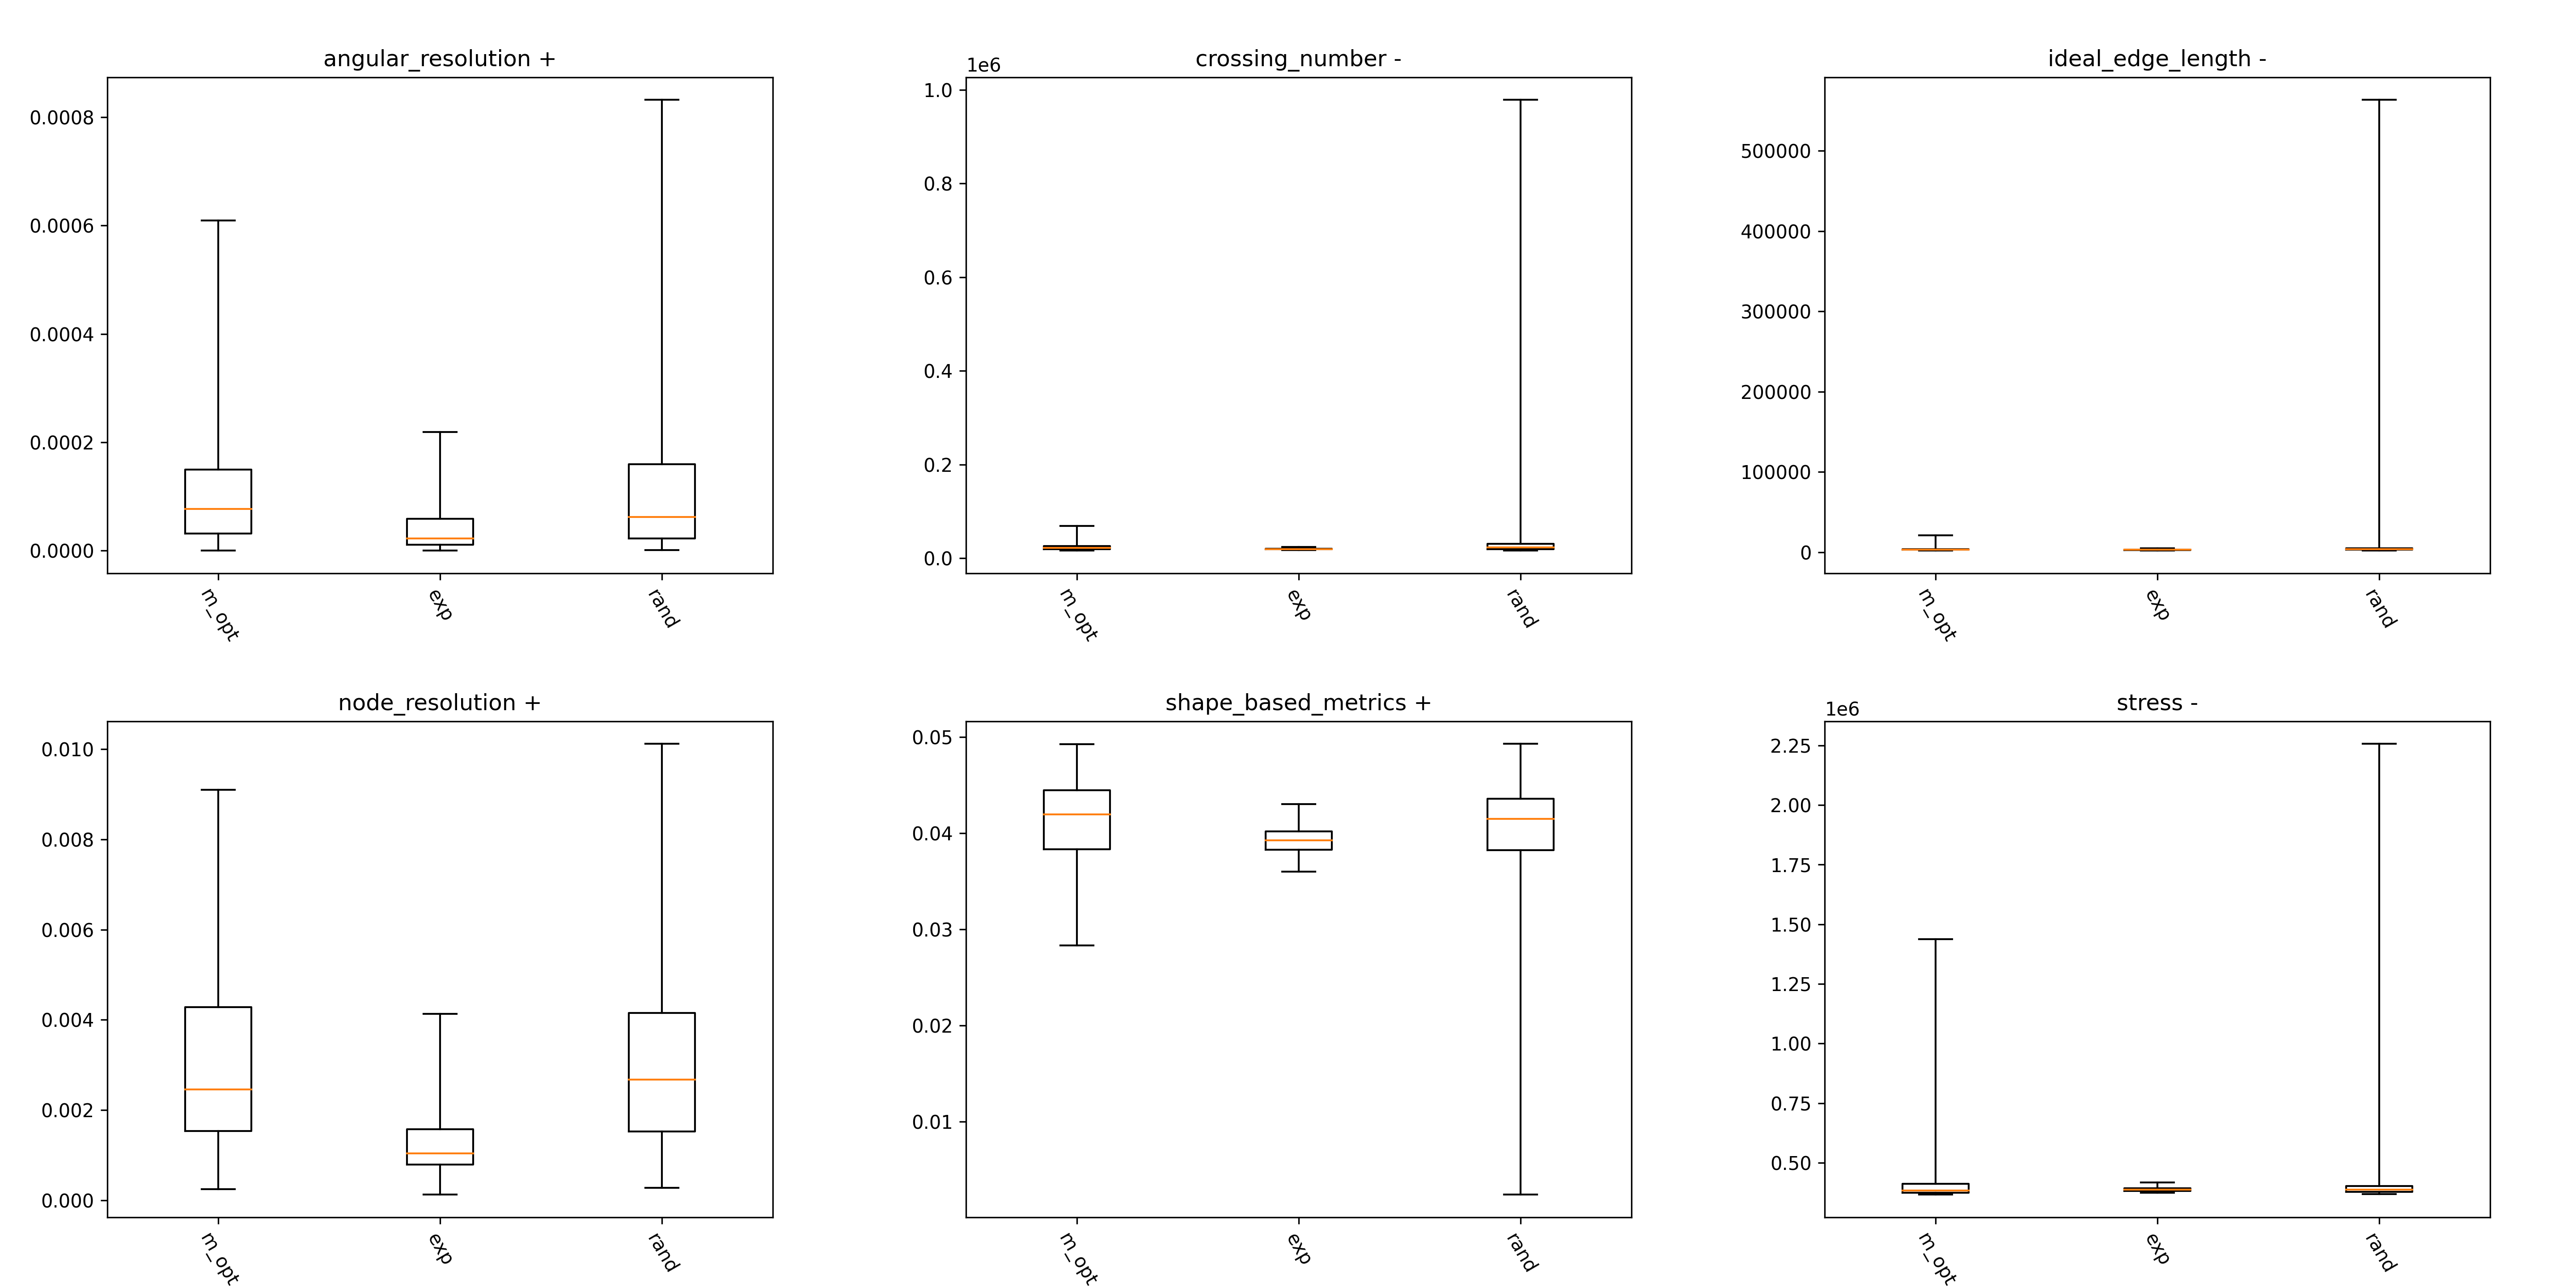 angular_resolution +
0.0008
0.0006
0.0004
0.0002
0.0000
m_opt
exp
rand
crossing_number -
1e6
1.0
0.8
0.6
0.4
0.2
0.0
m_opt
exp
rand
ideal_edge_length -
500000
400000
300000
200000
100000
0
m_opt
exp
rand
node_resolution +
0.010
0.008
0.006
0.004
0.002
0.000
m_opt
exp
rand
shape_based_metrics +
0.05
0.04
0.03
0.02
0.01
m_opt
exp
rand
stress -
1e6
2.25
2.00
1.75
1.50
1.25
1.00
0.75
0.50
m_opt
exp
rand